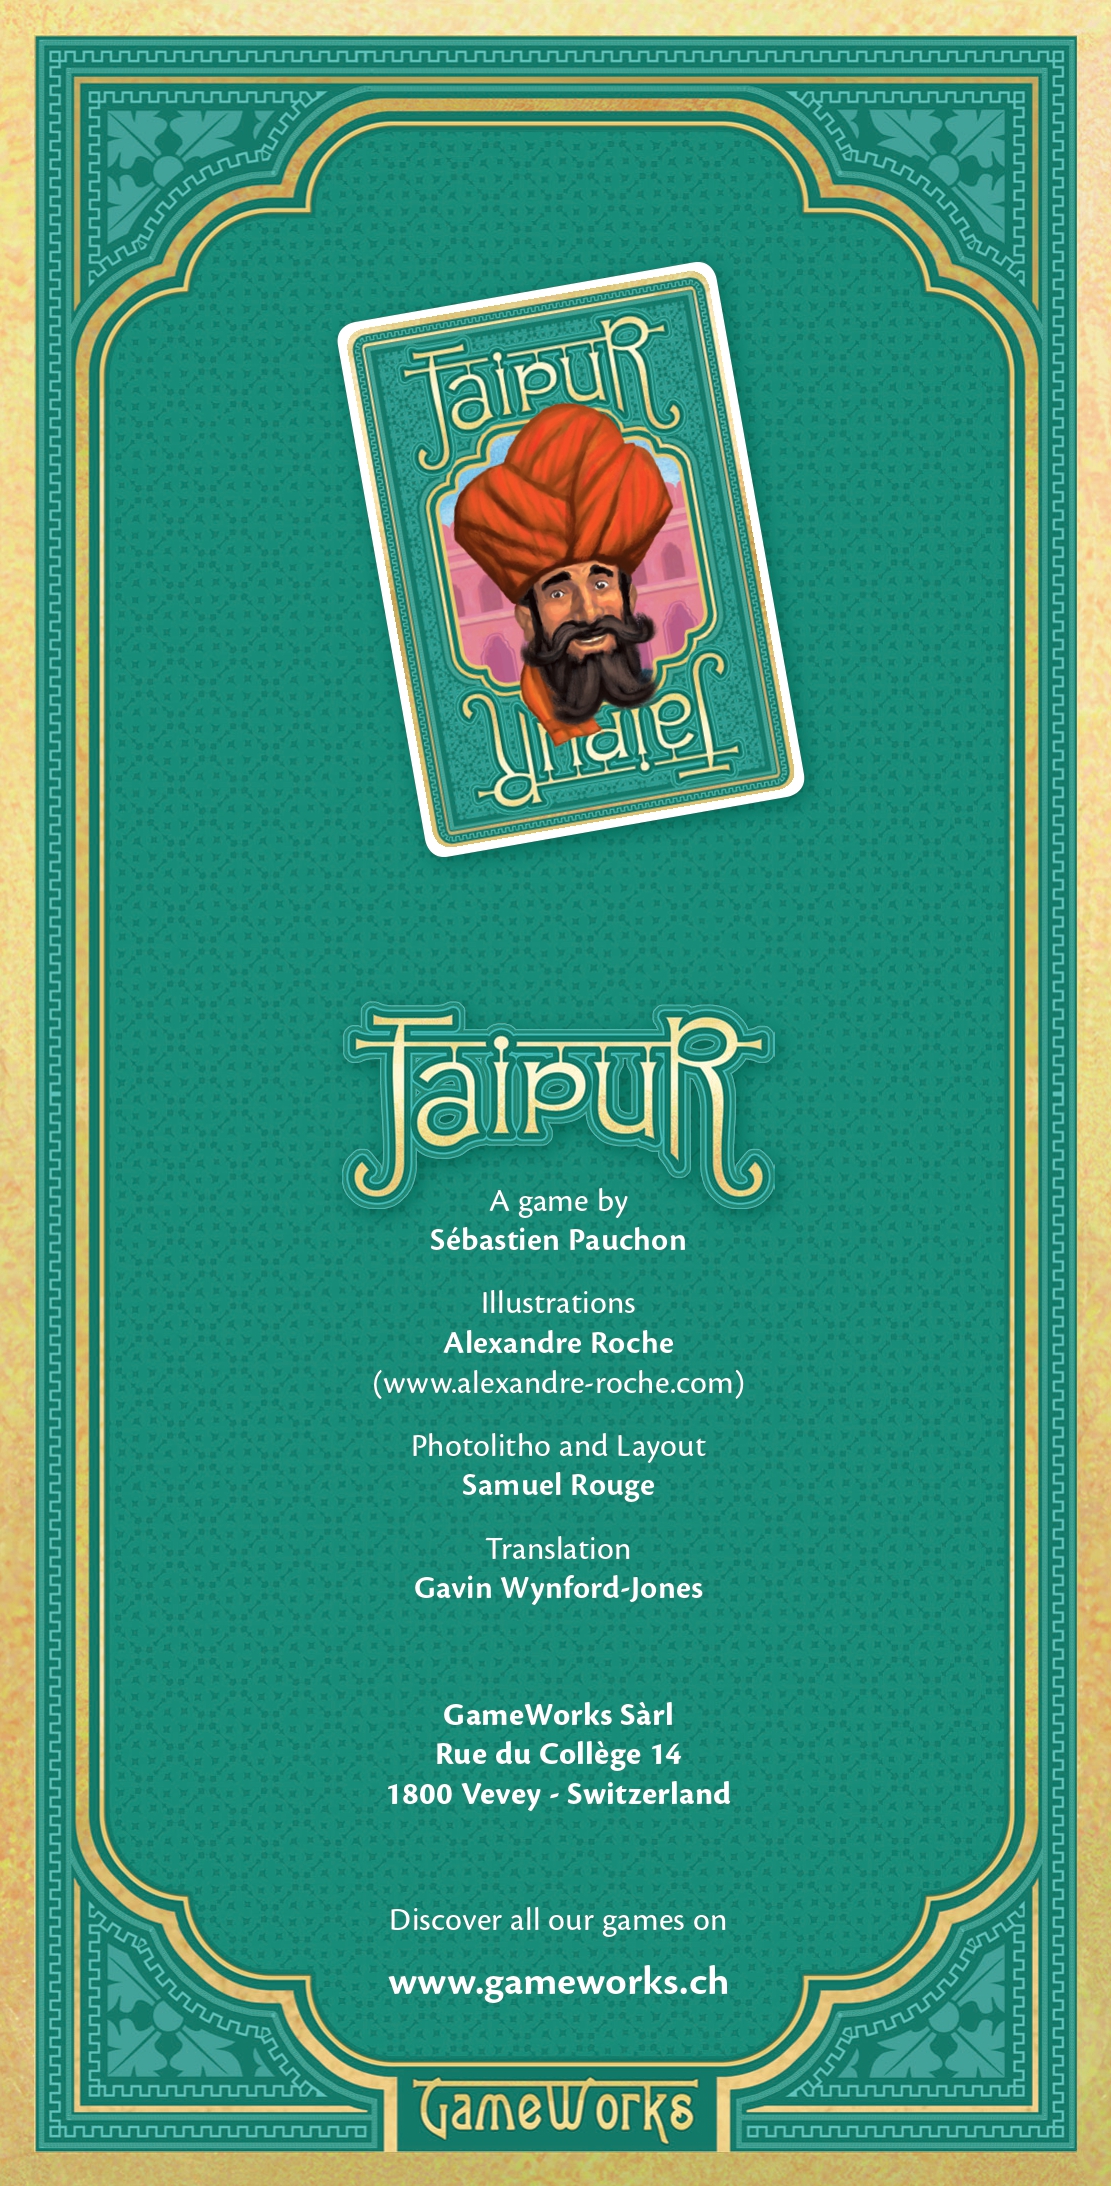 Jaipur
Jaipur
Jaipur
A game by
Sébastien Pauchon
Illustrations
Alexandre Roche
(www.alexandre-roche.com)
Photolitho and Layout
Samuel Rouge
Translation
Gavin Wynford-Jones
GameWorks Sàrl
Rue du Collège 14
1800 Vevey - Switzerland
Discover all our games on
www.gameworks.ch
GameWorks